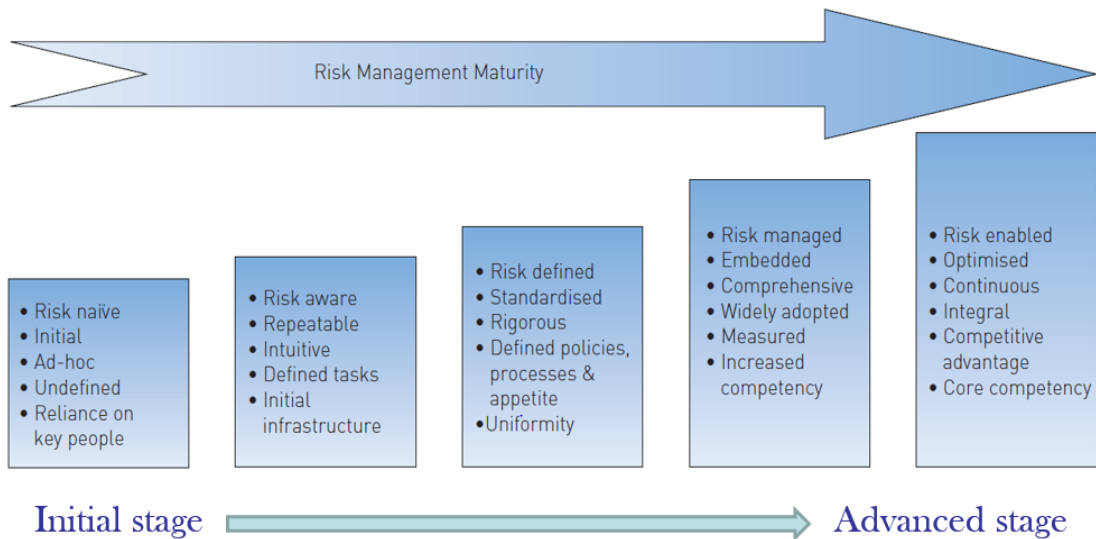 Risk Management Maturity
• Risk naïve
• Initial
• Ad-hoc
• Undefined
• Reliance on
key people
• Risk aware
• Repeatable
• Intuitive
• Defined tasks
• Initial
infrastructure
• Risk defined
• Standardised
• Rigorous
• Defined policies,
processes &
appetite
•Uniformity
• Risk managed
• Embedded
• Comprehensive
• Widely adopted
• Measured
• Increased
competency
• Risk enabled
• Optimised
• Continuous
• Integral
• Competitive
advantage
• Core competency
Initial stage
Advanced stage